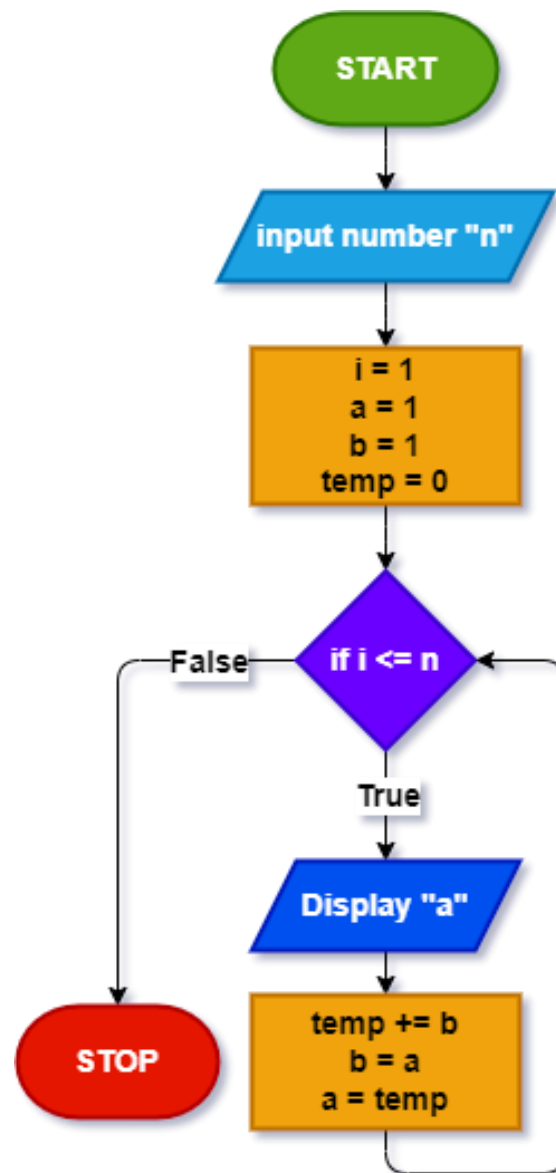 START
input number "n"
i = 1
a = 1
b = 1
temp = 0
if i <= n
False
True
Display "a"
temp += b
b = a
a = temp
STOP